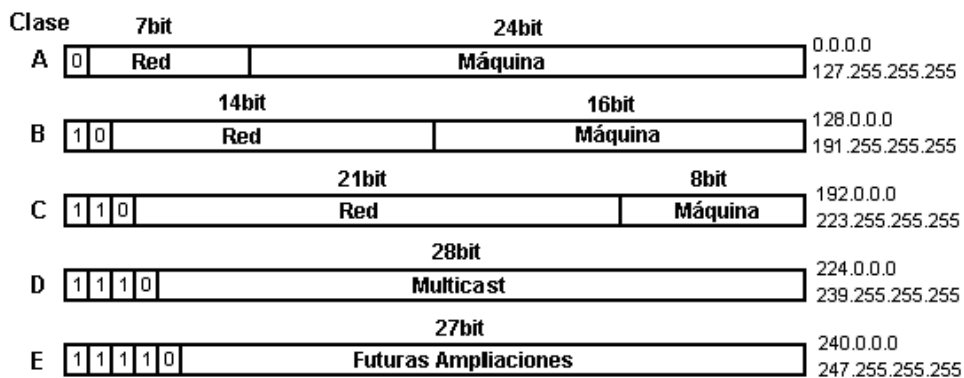 Clase 7bit 24bit
A 0 Red Máquina 0.0.0.0
127.255.255.255
14bit 16bit
B 1 0 Red Máquina 128.0.0.0
191.255.255.255
21bit 8bit
C 1 1 0 Red Máquina 192.0.0.0
223.255.255.255
28bit
D 1 1 1 0 Multicast 224.0.0.0
239.255.255.255
27bit
E 1 1 1 1 0 Futuras Ampliaciones 240.0.0.0
247.255.255.255